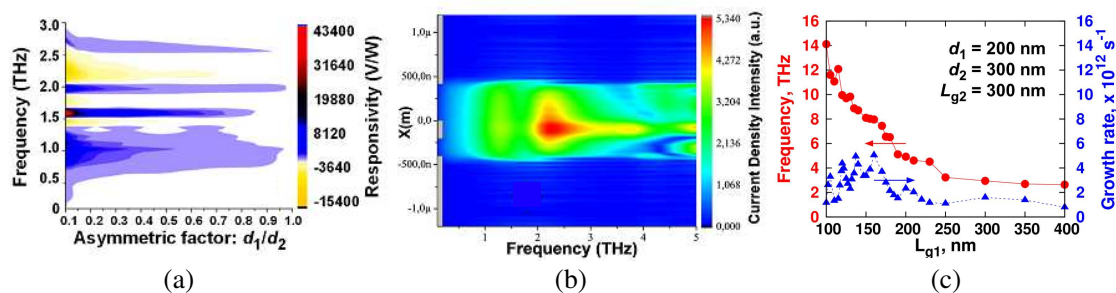 3.0
2.5
2.0
1.5
1.0
0.5
0
Frequency (THz)
0.1 0.2 0.3 0.4 0.5 0.6 0.7 0.8 0.9 1.0
Asymmetric factor: d1/d2
43400
31640
19880
8120
-3640
-15400
Responsivity (V/W)
(a)
1,0µ
500,0n
0.0
-500,0n
-1,0µ
X(m)
1 2 3 4 5
Frequency (THz)
5,340
4,272
3,204
2,136
1,068
0,000
Current Density Intensity (a.u.)
(b)
16
14
12
10
8
6
4
2
0
Frequency, THz
d1 = 200 nm
d2 = 300 nm
Lg2 = 300 nm
16
14
12
10
8
6
4
2
0
Growth rate, x 10^12 s^-1
100 150 200 250 300 350 400
Lg1, nm
(c)